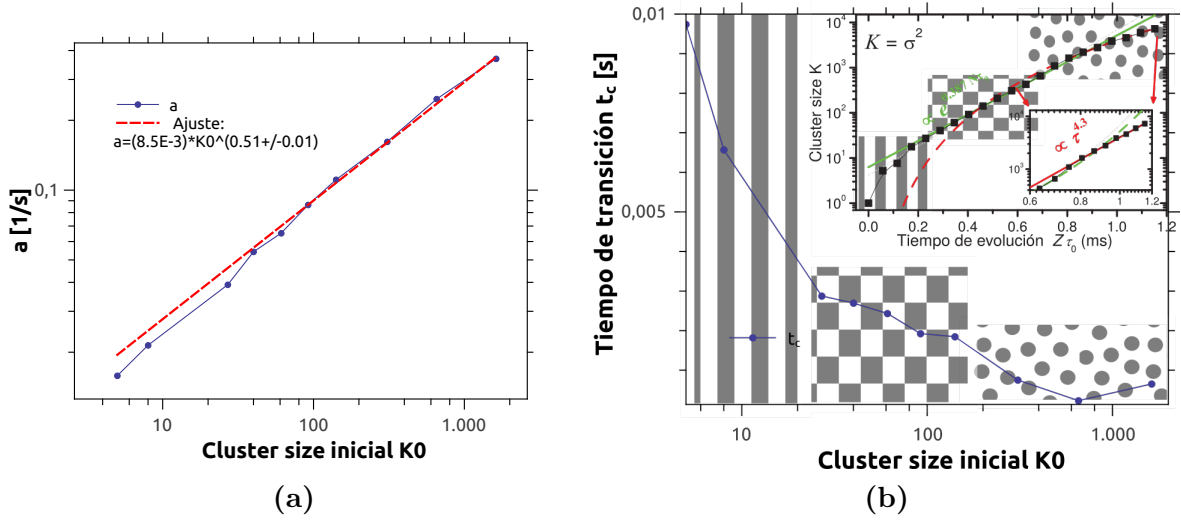 a
Ajuste:
a=(8.5E-3)*K0^(0.51+/-0.01)
0,1
a [1/s]
10
100
1.000
Cluster size inicial K0
(a)
0,01
0,005
Tiempo de transición t_c [s]
t_c
10
100
1.000
Cluster size inicial K0
K = σ²
10⁴
10³
10²
10¹
10⁰
Cluster size K
0.0
0.2
0.4
0.6
0.8
1.0
1.2
Tiempo de evolución Zτ₀ (ms)
∝ τ^4.3
10³
10³
0.6
0.8
1
1.2
(b)